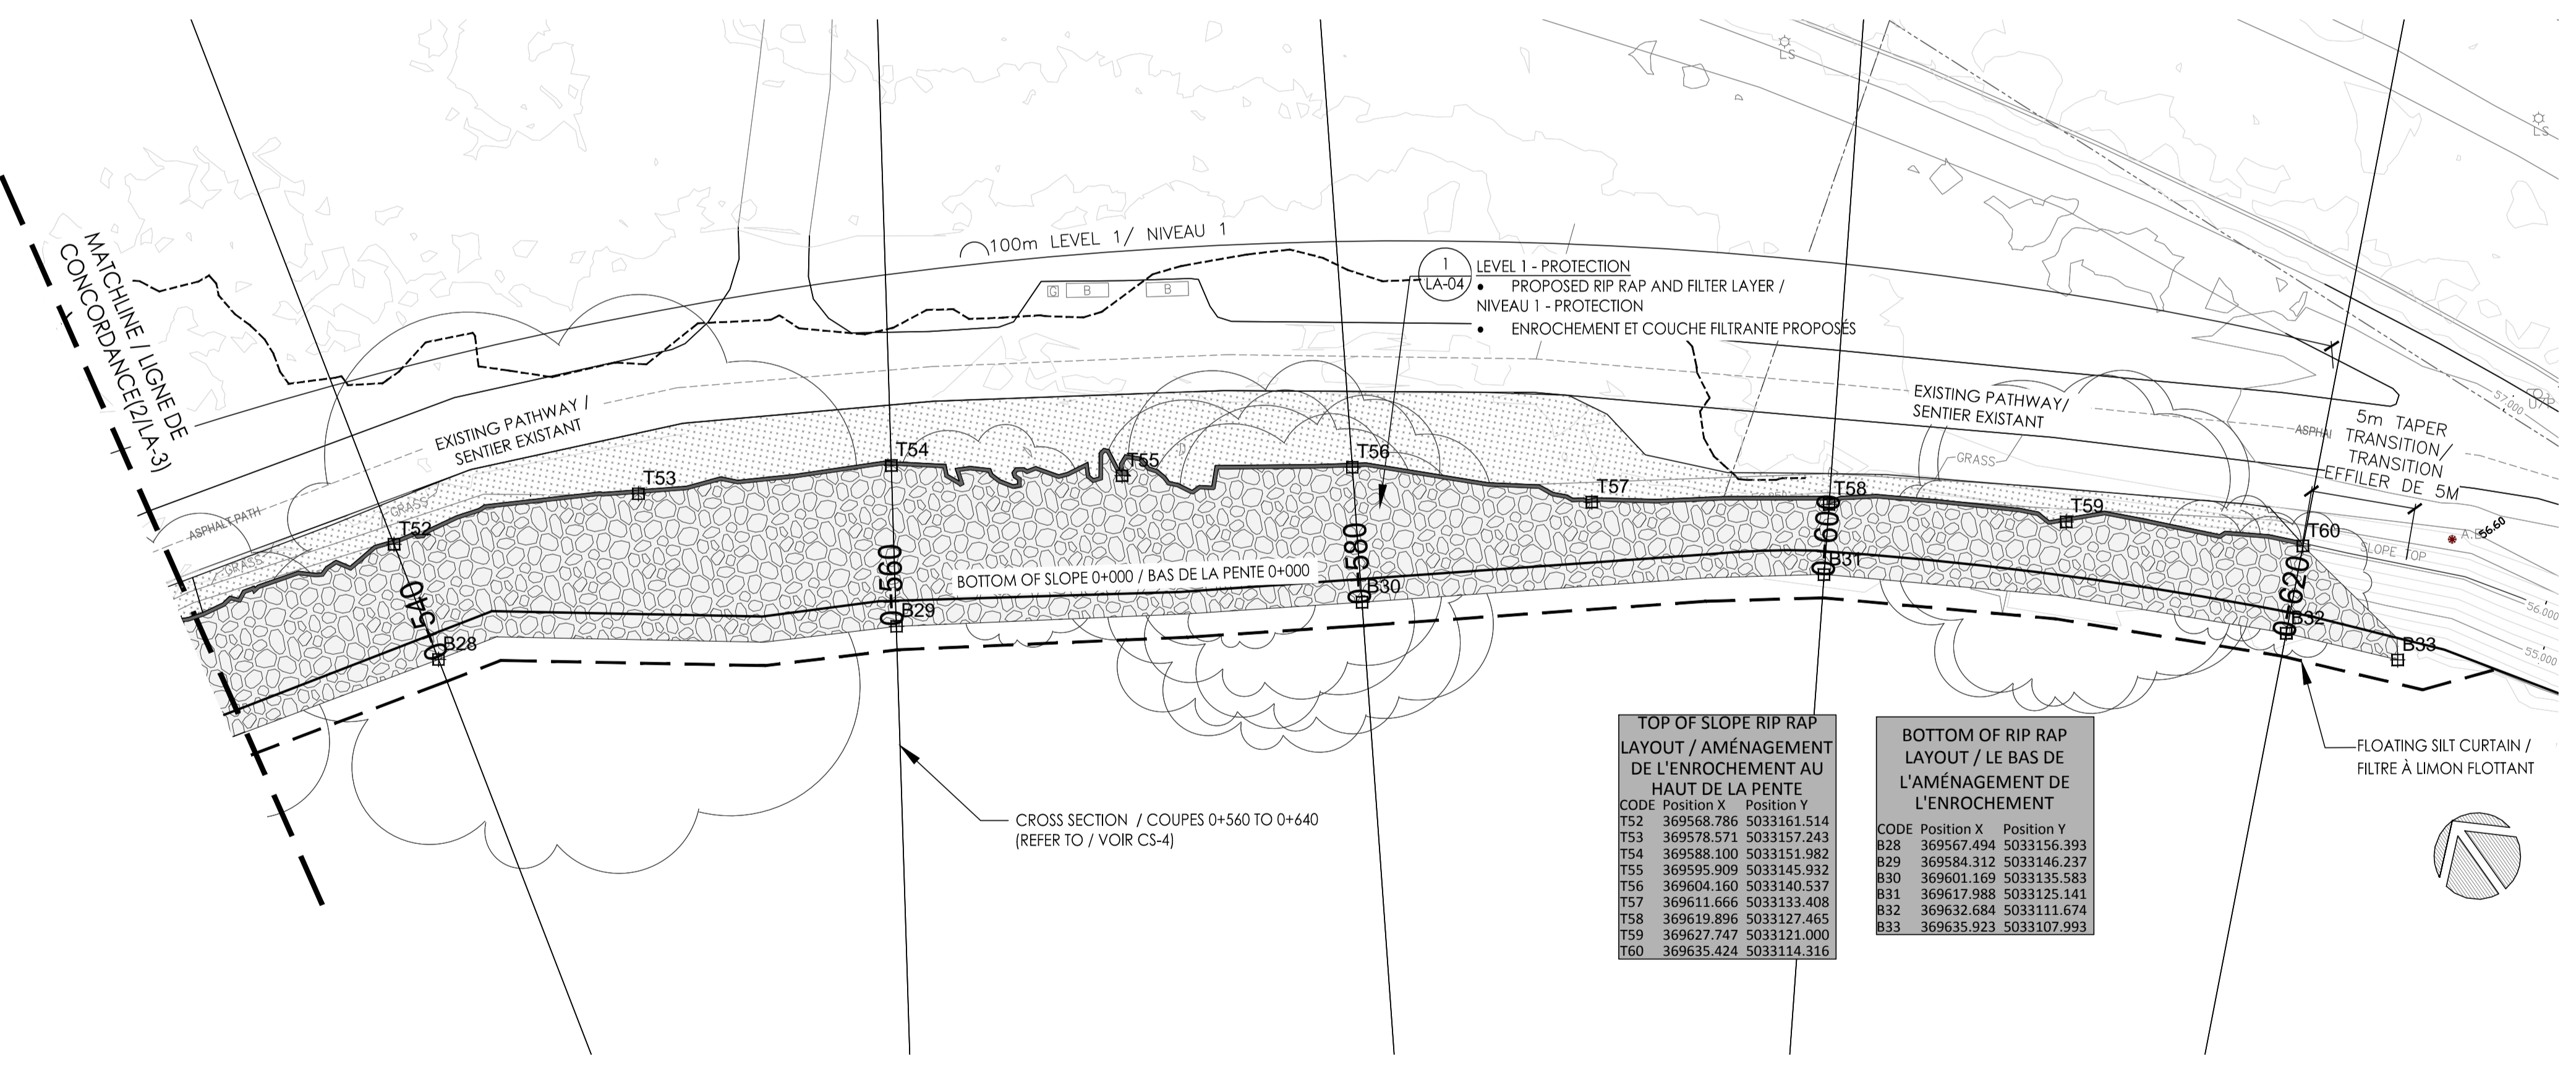 LS
LS
100m LEVEL 1/ NIVEAU 1
G B B
1
LA-04
LEVEL 1 - PROTECTION
• PROPOSED RIP RAP AND FILTER LAYER /
NIVEAU 1 - PROTECTION
• ENROCHEMENT ET COUCHE FILTRANTE PROPOSÉS
MATCHLINE / LIGNE DE
CONCORDANCE(2/LA-3)
EXISTING PATHWAY /
SENTIER EXISTANT
EXISTING PATHWAY/
SENTIER EXISTANT
57.000
5m TAPER
TRANSITION/
TRANSITION
EFFILER DE 5M
ASPHA
GRASS
ASPHALT PATH
GRASS
GRASS
T52
T53
T54
T55
T56
T57
T58
T59
T60
56.60
SLOPE TOP
56.000
55.000
0-540
0-560
0-580
0-600
0-620
BOTTOM OF SLOPE 0+000 / BAS DE LA PENTE 0+000
B28
B29
B30
B31
B32
B33
CROSS SECTION / COUPES 0+560 TO 0+640
(REFER TO / VOIR CS-4)
FLOATING SILT CURTAIN /
FILTRE À LIMON FLOTTANT
TOP OF SLOPE RIP RAP
LAYOUT / AMÉNAGEMENT
DE L'ENROCHEMENT AU
HAUT DE LA PENTE
CODE Position X Position Y
T52 369568.786 5033161.514
T53 369578.571 5033157.243
T54 369588.100 5033151.982
T55 369595.909 5033145.932
T56 369604.160 5033140.537
T57 369611.666 5033133.408
T58 369619.896 5033127.465
T59 369627.747 5033121.000
T60 369635.424 5033114.316
BOTTOM OF RIP RAP
LAYOUT / LE BAS DE
L'AMÉNAGEMENT DE
L'ENROCHEMENT
CODE Position X Position Y
B28 369567.494 5033156.393
B29 369584.312 5033146.237
B30 369601.169 5033135.583
B31 369617.988 5033125.141
B32 369632.684 5033111.674
B33 369635.923 5033107.993